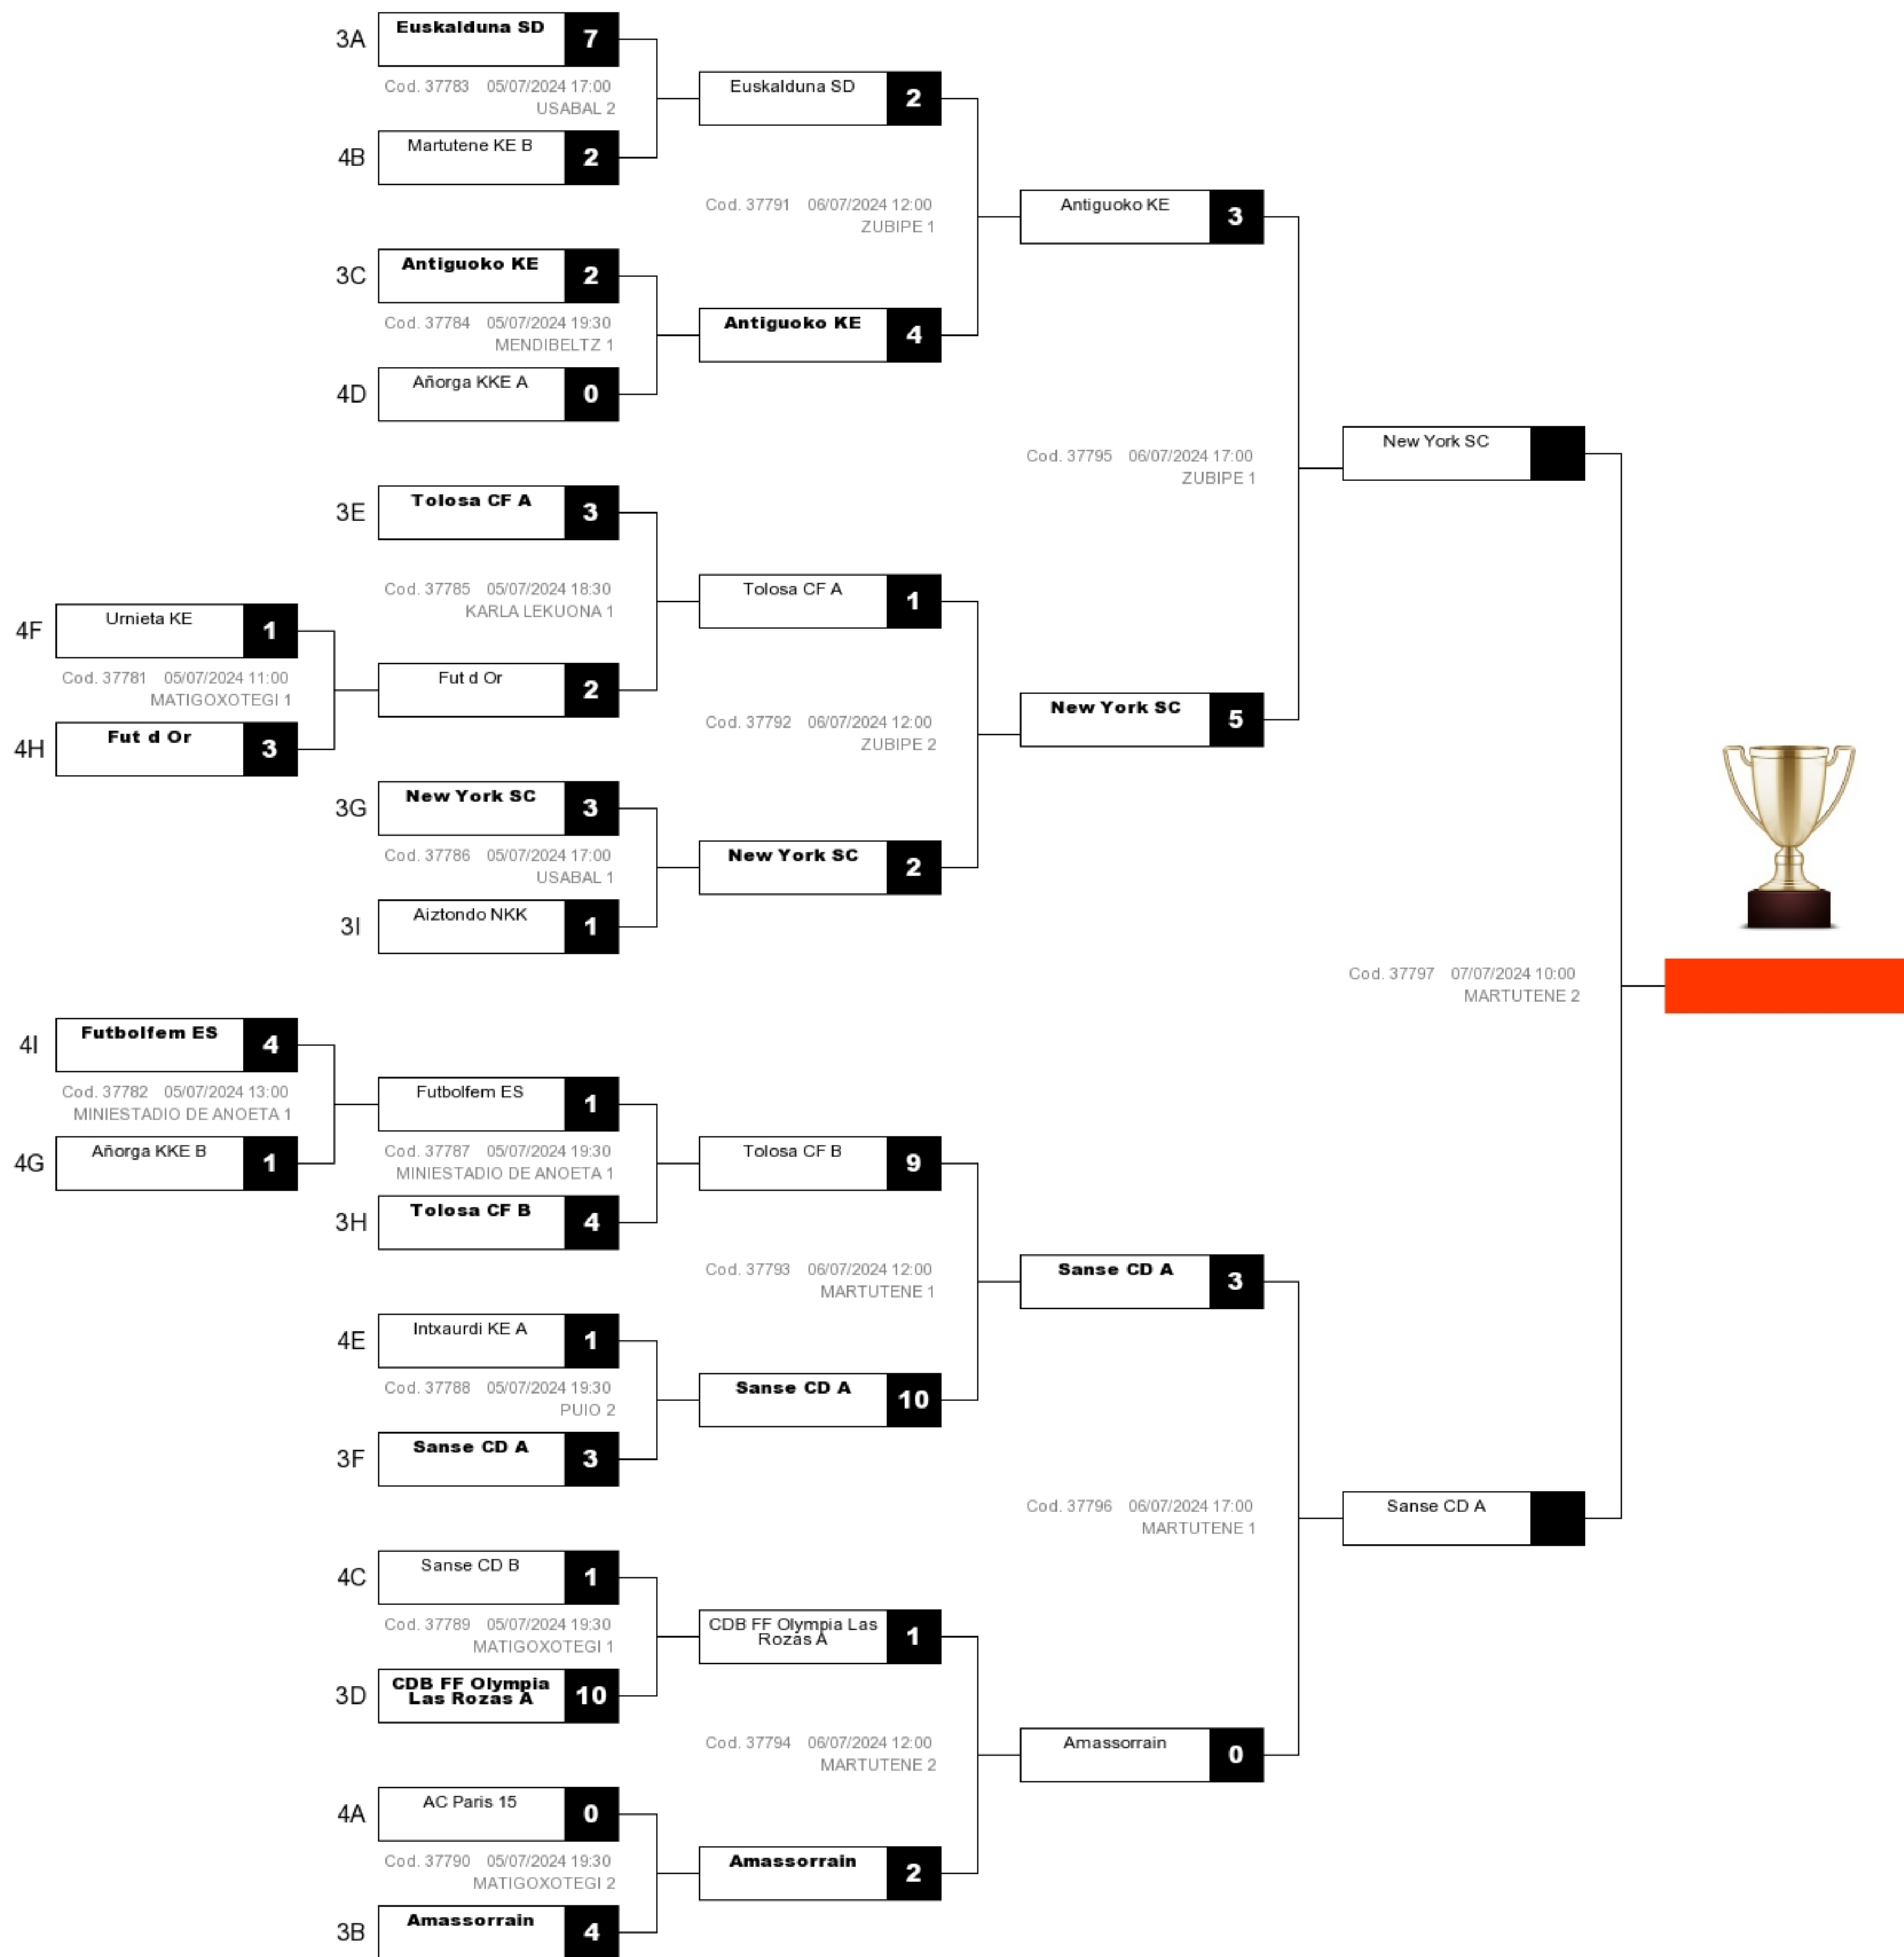 3A Euskalduna SD 7
Cod. 37783 05/07/2024 17:00
USABAL 2
4B Martutene KE B 2
Euskalduna SD 2
Cod. 37791 06/07/2024 12:00
ZUBIPE 1
3C Antiguoko KE 2
Cod. 37784 05/07/2024 19:30
MENDIBELTZ 1
4D Añorga KKE A 0
Antiguoko KE 4
Antiguoko KE 3
Cod. 37795 06/07/2024 17:00
ZUBIPE 1
New York SC
3E Tolosa CF A 3
Cod. 37785 05/07/2024 18:30
KARLA LEKUONA 1
4F Urnieta KE 1
Cod. 37781 05/07/2024 11:00
MATIGOXOTEGI 1
4H Fut d Or 3
Fut d Or 2
Tolosa CF A 1
Cod. 37792 06/07/2024 12:00
ZUBIPE 2
New York SC 5
3G New York SC 3
Cod. 37786 05/07/2024 17:00
USABAL 1
3I Aiztondo NKK 1
New York SC 2
Cod. 37797 07/07/2024 10:00
MARTUTENE 2
4I Futbolfem ES 4
Cod. 37782 05/07/2024 13:00
MINIESTADIO DE ANOETA 1
4G Añorga KKE B 1
Futbolfem ES 1
Cod. 37787 05/07/2024 19:30
MINIESTADIO DE ANOETA 1
3H Tolosa CF B 4
Tolosa CF B 9
Cod. 37793 06/07/2024 12:00
MARTUTENE 1
Sanse CD A 3
4E Intxaurdi KE A 1
Cod. 37788 05/07/2024 19:30
PUIO 2
3F Sanse CD A 3
Sanse CD A 10
Cod. 37796 06/07/2024 17:00
MARTUTENE 1
Sanse CD A
4C Sanse CD B 1
Cod. 37789 05/07/2024 19:30
MATIGOXOTEGI 1
3D CDB FF Olympia
Las Rozas A 10
CDB FF Olympia Las
Rozas A 1
Cod. 37794 06/07/2024 12:00
MARTUTENE 2
Amassorrain 0
4A AC Paris 15 0
Cod. 37790 05/07/2024 19:30
MATIGOXOTEGI 2
3B Amassorrain 4
Amassorrain 2